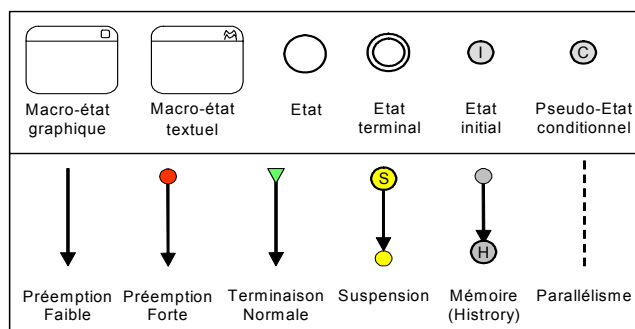 I
C
Macro-état
graphique
Macro-état
textuel
Etat
Etat
terminal
Etat
initial
Pseudo-Etat
conditionnel
S
H
Préemption
Faible
Préemption
Forte
Terminaison
Normale
Suspension
Mémoire
(Histrory)
Parallélisme